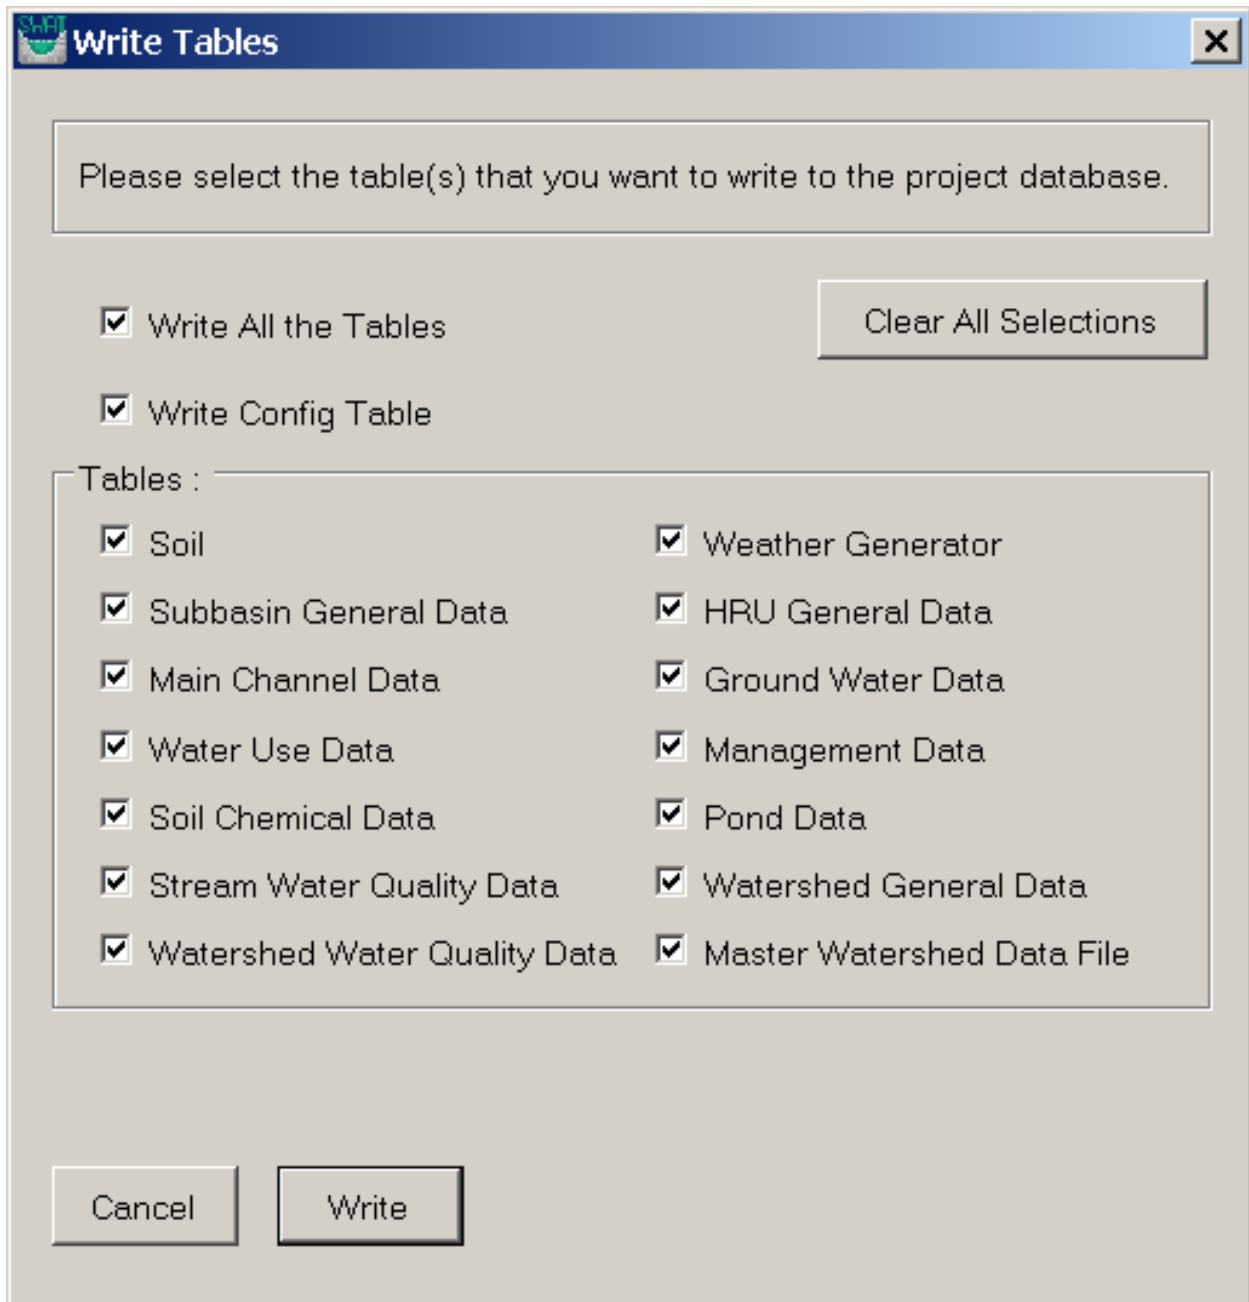 SWAT
Write Tables
Please select the table(s) that you want to write to the project database.
Write All the Tables
Clear All Selections
Write Config Table
Tables :
Soil
Weather Generator
Subbasin General Data
HRU General Data
Main Channel Data
Ground Water Data
Water Use Data
Management Data
Soil Chemical Data
Pond Data
Stream Water Quality Data
Watershed General Data
Watershed Water Quality Data
Master Watershed Data File
Cancel
Write